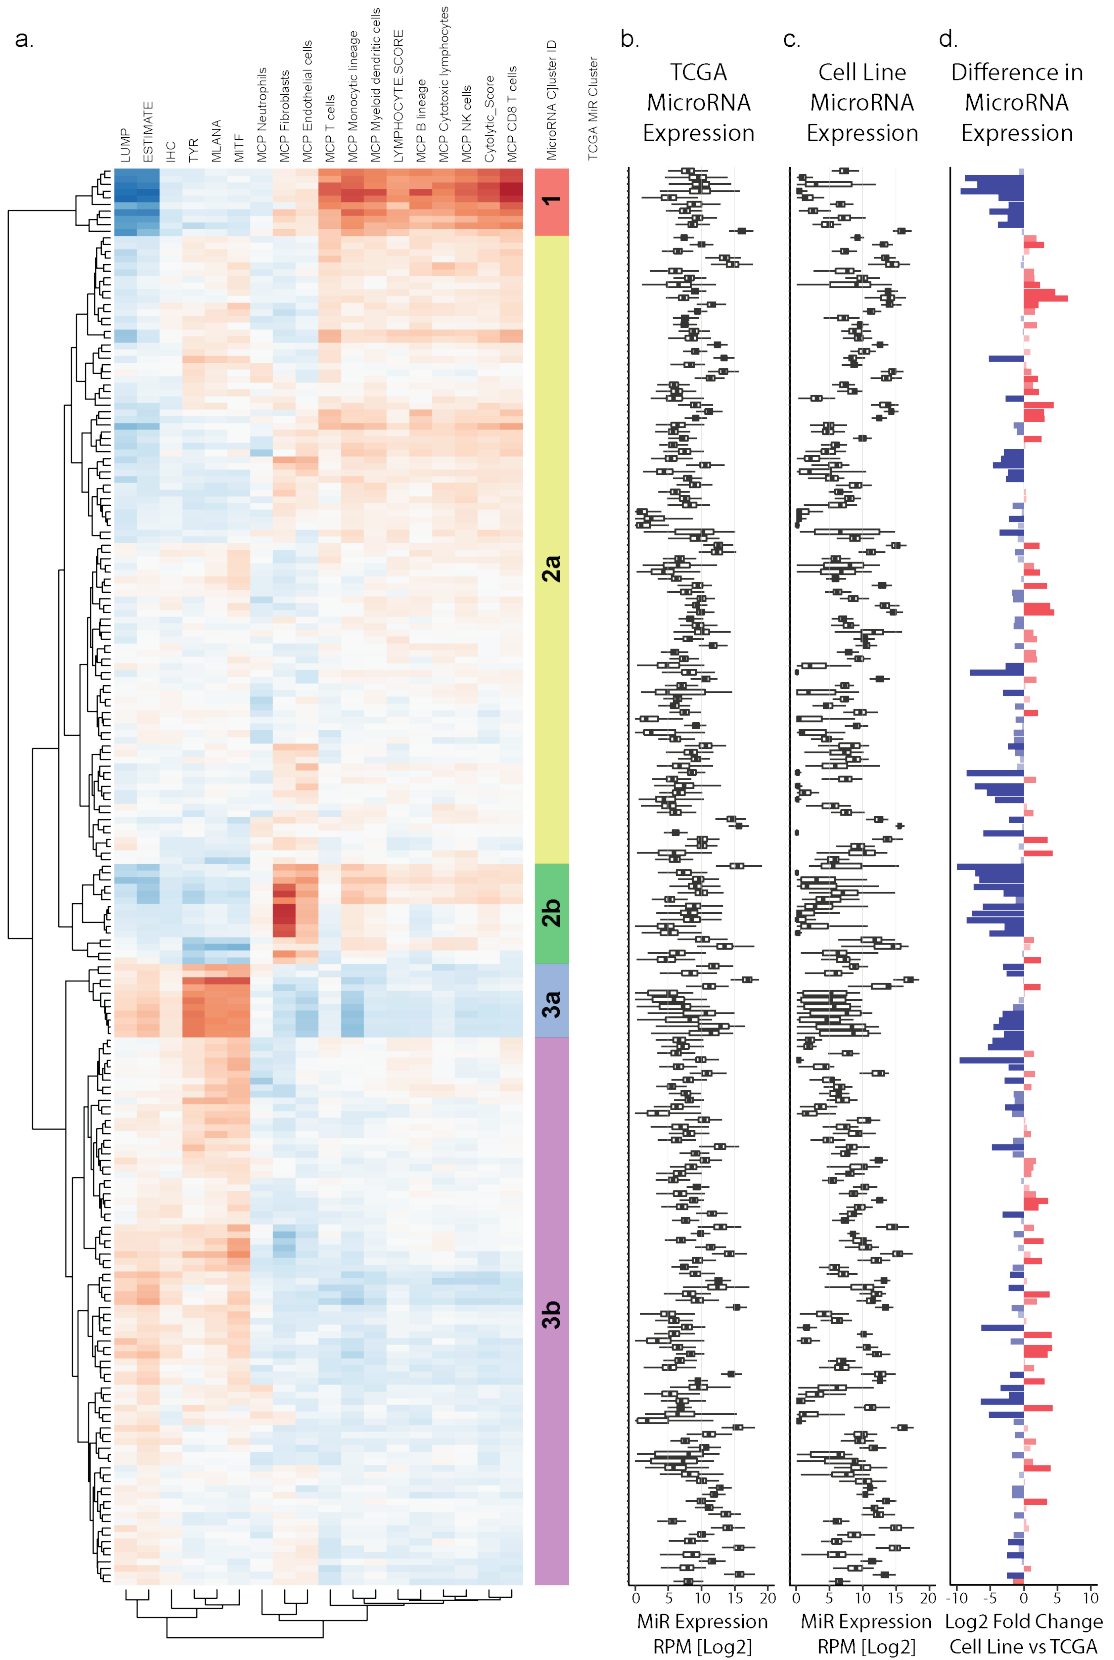 a.
b.
c.
d.
LUMP
ESTIMATE
IHC
TYR
MLANA
MITF
MCP Neutrophils
MCP Fibroblasts
MCP Endothelial cells
MCP T cells
MCP Monocytic lineage
MCP Myeloid dendritic cells
LYMPHOCYTE.SCORE
MCP B lineage
MCP Cytotoxic lymphocytes
MCP NK cells
Cytolytic_Score
MCP CD8 T cells
MicroRNA C]luster ID
TCGA MiR Cluster
TCGA
MicroRNA
Expression
Cell Line
MicroRNA
Expression
Difference in
MicroRNA
Expression
1
2a
2b
3a
3b
0 5 10 15 20
MiR Expression
RPM [Log2]
0 5 10 15 20
MiR Expression
RPM [Log2]
-10 -5 0 5 10
Log2 Fold Change
Cell Line vs TCGA